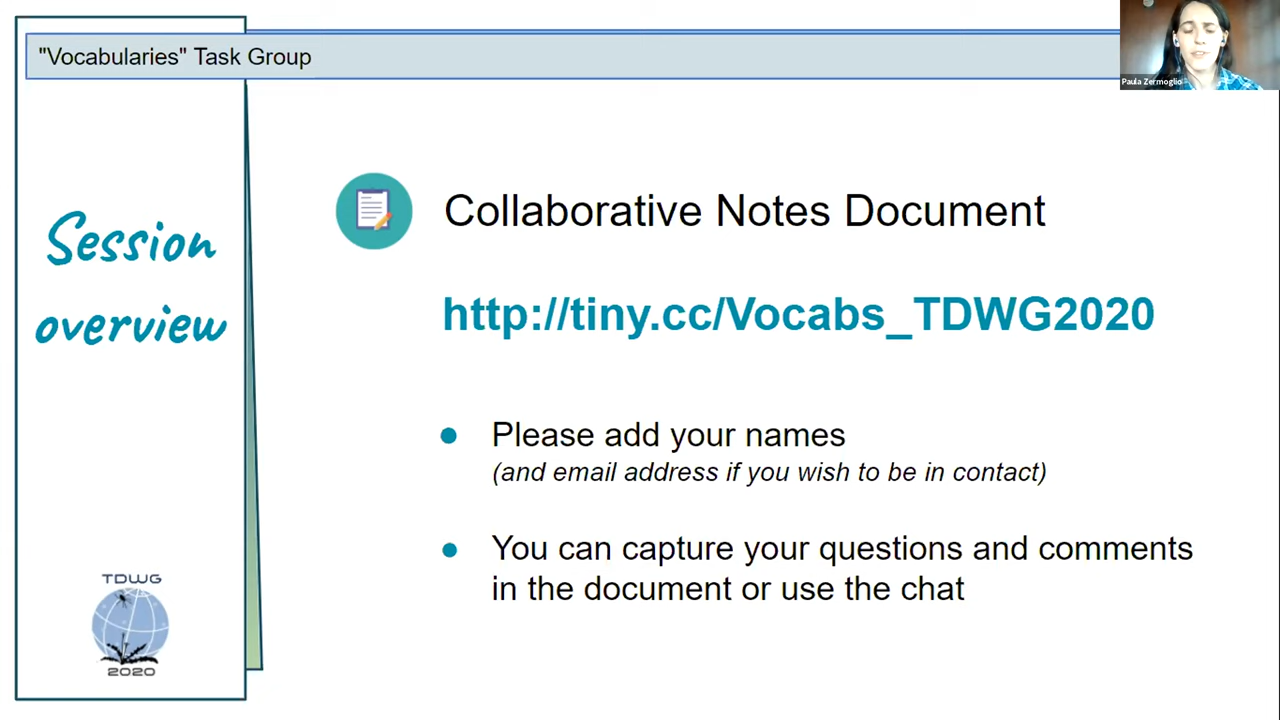 "Vocabularies" Task Group
Paula Zermoglio
Session
overview
Collaborative Notes Document
http://tiny.cc/Vocabs_TDWG2020
Please add your names
(and email address if you wish to be in contact)
You can capture your questions and comments
in the document or use the chat
TDWG
2020